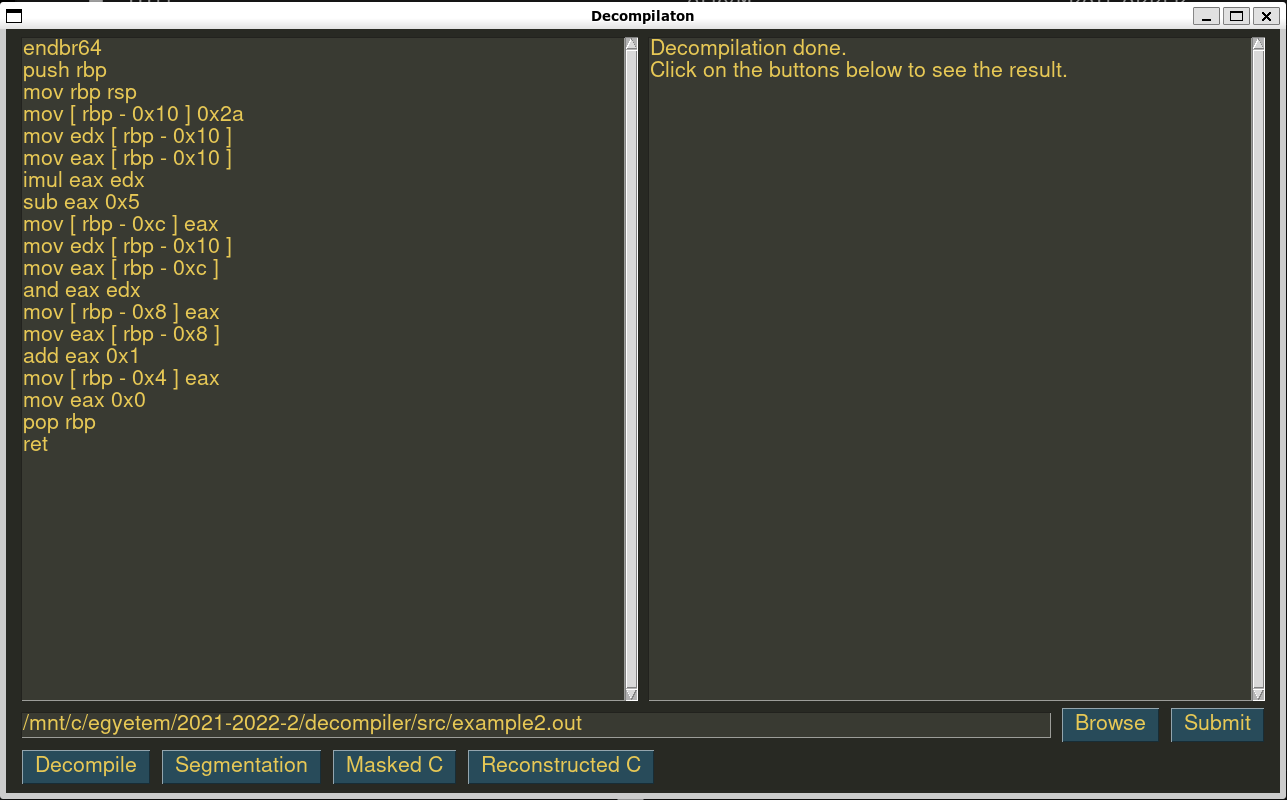 Decompilaton
endbr64
push rbp
mov rbp rsp
mov [ rbp - 0x10 ] 0x2a
mov edx [ rbp - 0x10 ]
mov eax [ rbp - 0x10 ]
imul eax edx
sub eax 0x5
mov [ rbp - 0xc ] eax
mov edx [ rbp - 0x10 ]
mov eax [ rbp - 0xc ]
and eax edx
mov [ rbp - 0x8 ] eax
mov eax [ rbp - 0x8 ]
add eax 0x1
mov [ rbp - 0x4 ] eax
mov eax 0x0
pop rbp
ret
Decompilation done.
Click on the buttons below to see the result.
/mnt/c/egyetem/2021-2022-2/decompiler/src/example2.out
Browse
Submit
Decompile
Segmentation
Masked C
Reconstructed C